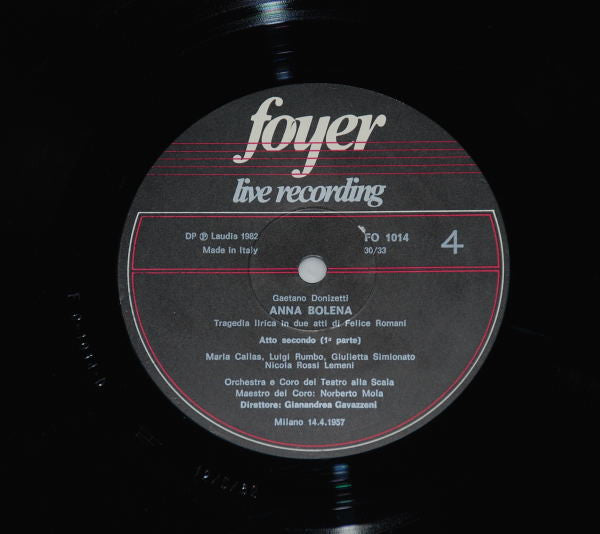 foyer
live recording
DP Ⓟ Laudis 1982
Made in Italy
FO 1014
30/33
4
Gaetano Donizetti
ANNA BOLENA
Tragedia lirica in due atti di Felice Romani
Atto secondo (1ª parte)
Maria Callas, Luigi Rumbo, Giulietta Simionato
Nicola Rossi Lemeni
Orchestra e Coro del Teatro alla Scala
Maestro del Coro: Norberto Mola
Direttore: Gianandrea Gavazzeni
Milano 14.4.1957